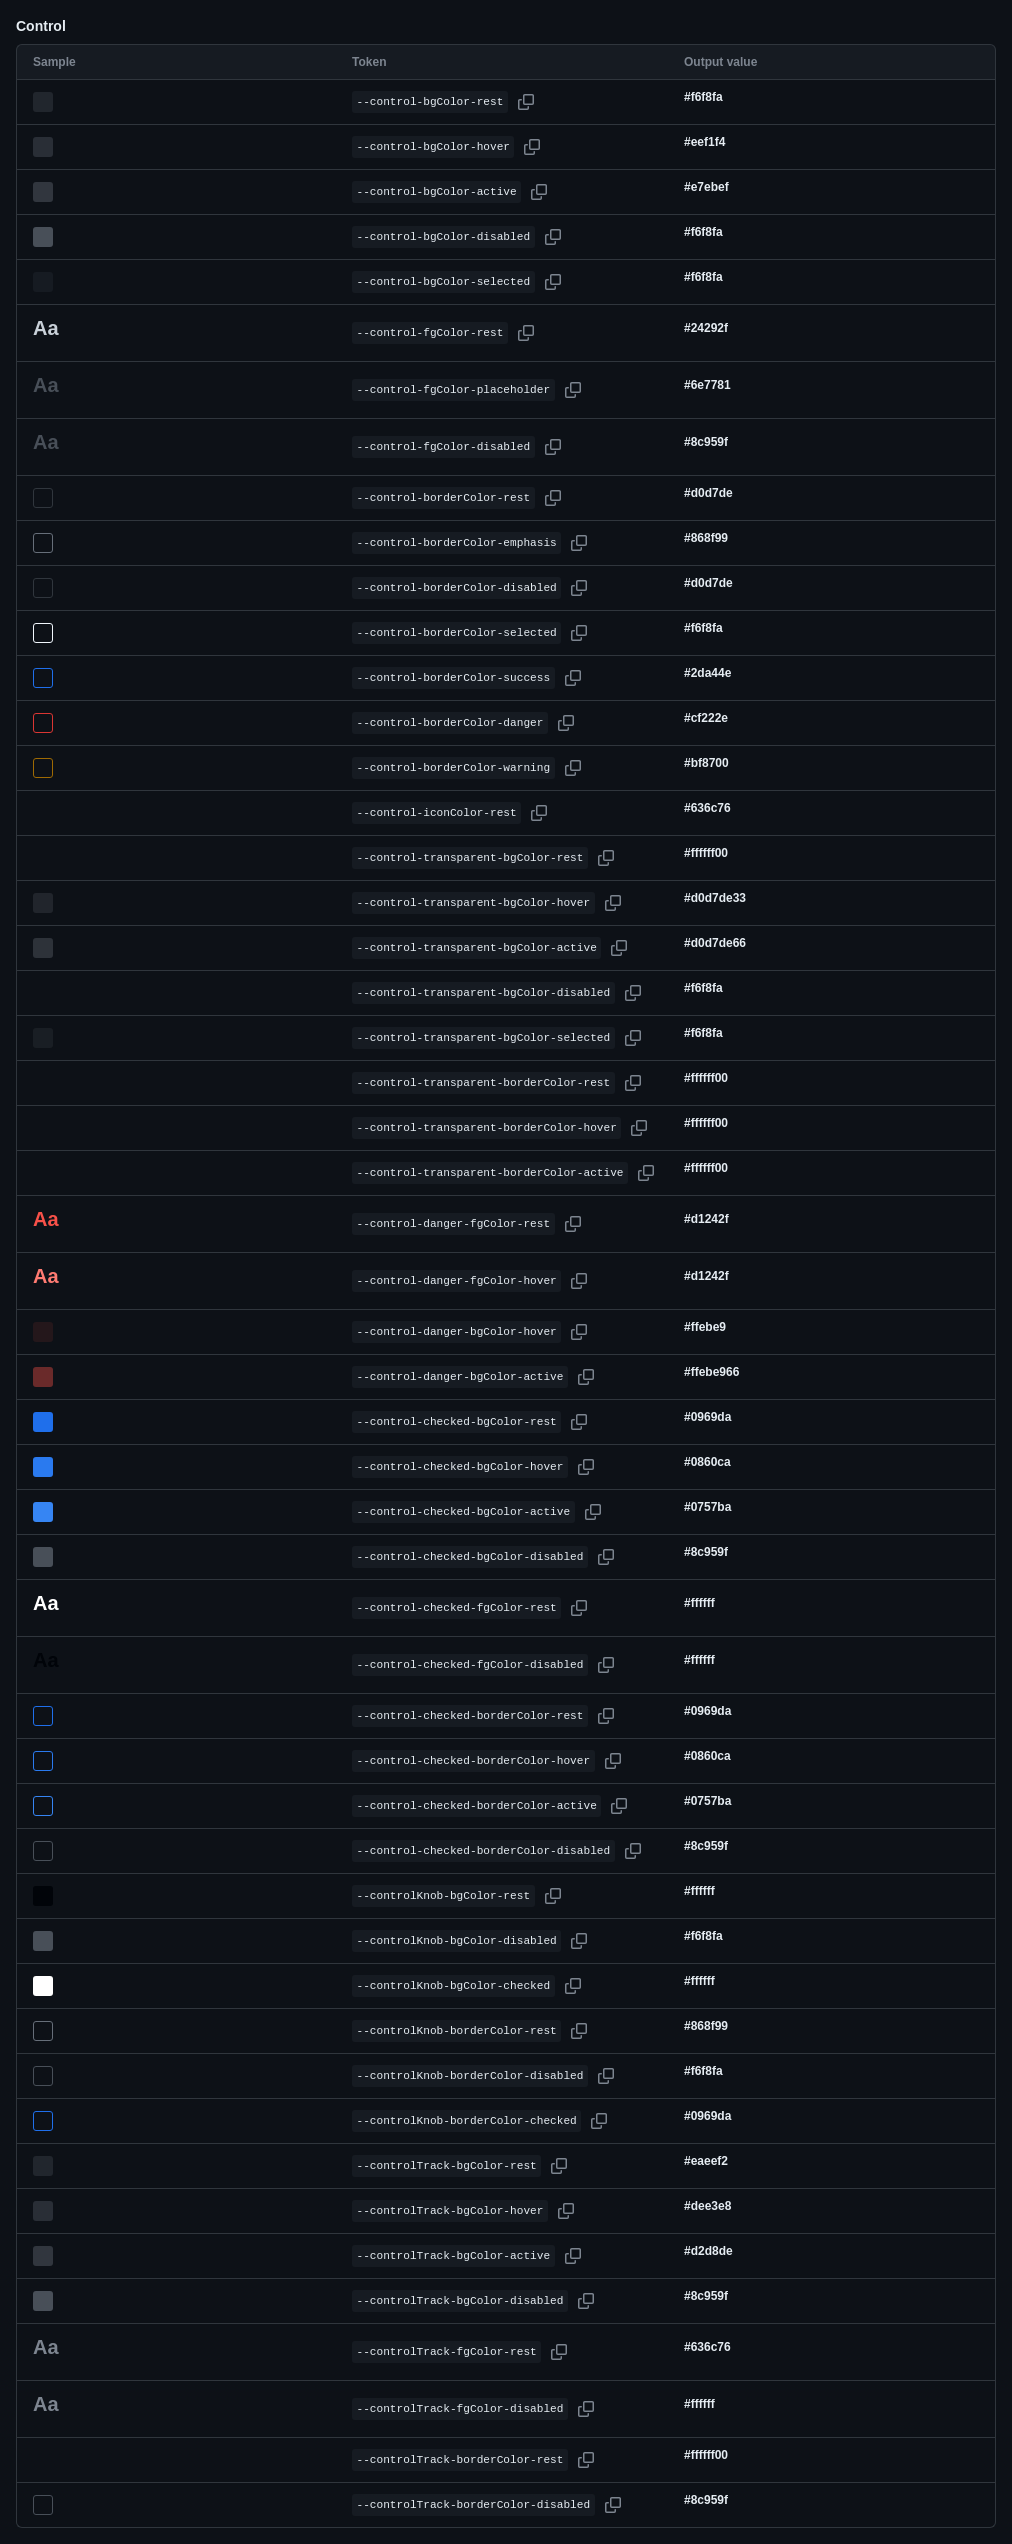 Control
Sample Token Output value
--control-bgColor-rest #f6f8fa
--control-bgColor-hover #eef1f4
--control-bgColor-active #e7ebef
--control-bgColor-disabled #f6f8fa
--control-bgColor-selected #f6f8fa
Aa --control-fgColor-rest #24292f
Aa --control-fgColor-placeholder #6e7781
Aa --control-fgColor-disabled #8c959f
--control-borderColor-rest #d0d7de
--control-borderColor-emphasis #868f99
--control-borderColor-disabled #d0d7de
--control-borderColor-selected #f6f8fa
--control-borderColor-success #2da44e
--control-borderColor-danger #cf222e
--control-borderColor-warning #bf8700
--control-iconColor-rest #636c76
--control-transparent-bgColor-rest #ffffff00
--control-transparent-bgColor-hover #d0d7de33
--control-transparent-bgColor-active #d0d7de66
--control-transparent-bgColor-disabled #f6f8fa
--control-transparent-bgColor-selected #f6f8fa
--control-transparent-borderColor-rest #ffffff00
--control-transparent-borderColor-hover #ffffff00
--control-transparent-borderColor-active #ffffff00
Aa --control-danger-fgColor-rest #d1242f
Aa --control-danger-fgColor-hover #d1242f
--control-danger-bgColor-hover #ffebe9
--control-danger-bgColor-active #ffebe966
--control-checked-bgColor-rest #0969da
--control-checked-bgColor-hover #0860ca
--control-checked-bgColor-active #0757ba
--control-checked-bgColor-disabled #8c959f
Aa --control-checked-fgColor-rest #ffffff
Aa --control-checked-fgColor-disabled #ffffff
--control-checked-borderColor-rest #0969da
--control-checked-borderColor-hover #0860ca
--control-checked-borderColor-active #0757ba
--control-checked-borderColor-disabled #8c959f
--controlKnob-bgColor-rest #ffffff
--controlKnob-bgColor-disabled #f6f8fa
--controlKnob-bgColor-checked #ffffff
--controlKnob-borderColor-rest #868f99
--controlKnob-borderColor-disabled #f6f8fa
--controlKnob-borderColor-checked #0969da
--controlTrack-bgColor-rest #eaeef2
--controlTrack-bgColor-hover #dee3e8
--controlTrack-bgColor-active #d2d8de
--controlTrack-bgColor-disabled #8c959f
Aa --controlTrack-fgColor-rest #636c76
Aa --controlTrack-fgColor-disabled #ffffff
--controlTrack-borderColor-rest #ffffff00
--controlTrack-borderColor-disabled #8c959f